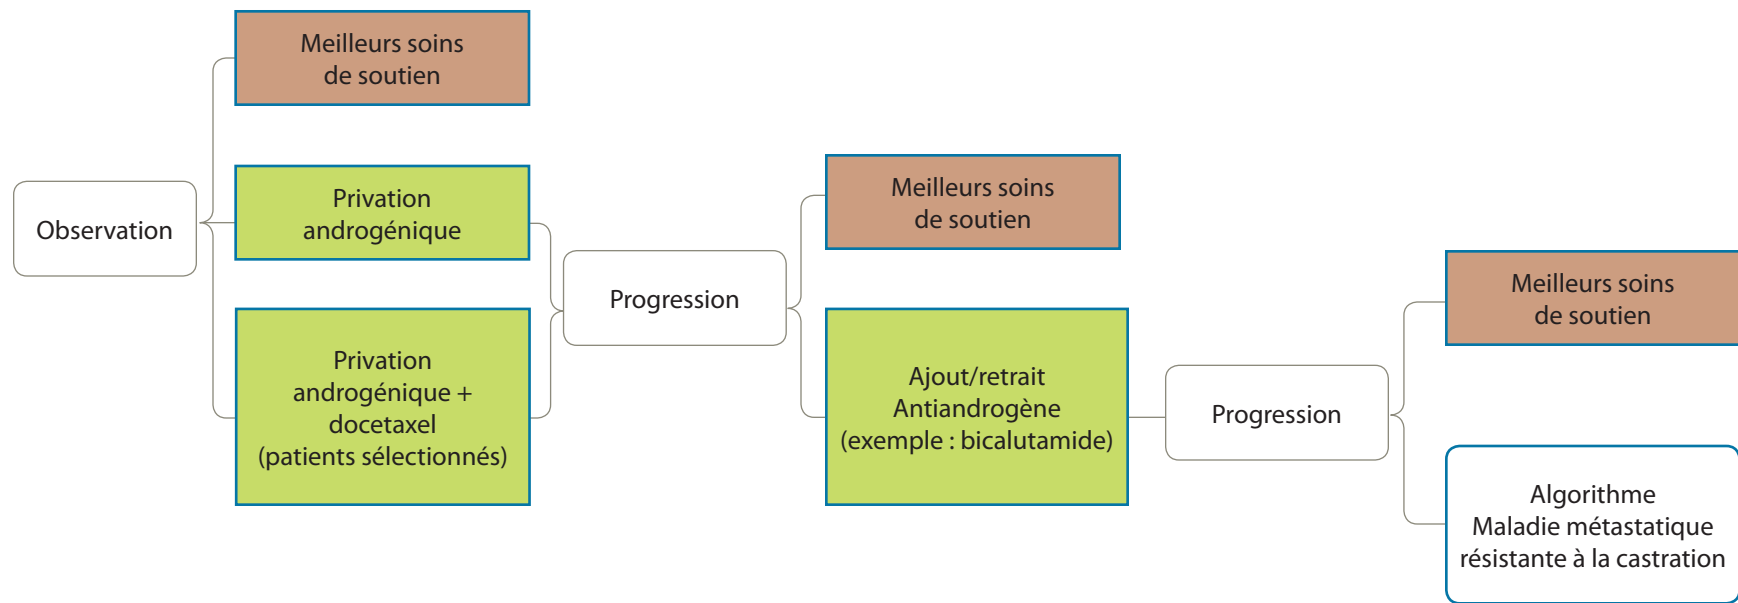 Observation
Meilleurs soins
de soutien
Privation
androgénique
Privation
androgénique +
docetaxel
(patients sélectionnés)
Progression
Meilleurs soins
de soutien
Ajout/retrait
Antiandrogène
(exemple : bicalutamide)
Progression
Meilleurs soins
de soutien
Algorithme
Maladie métastatique
résistante à la castration